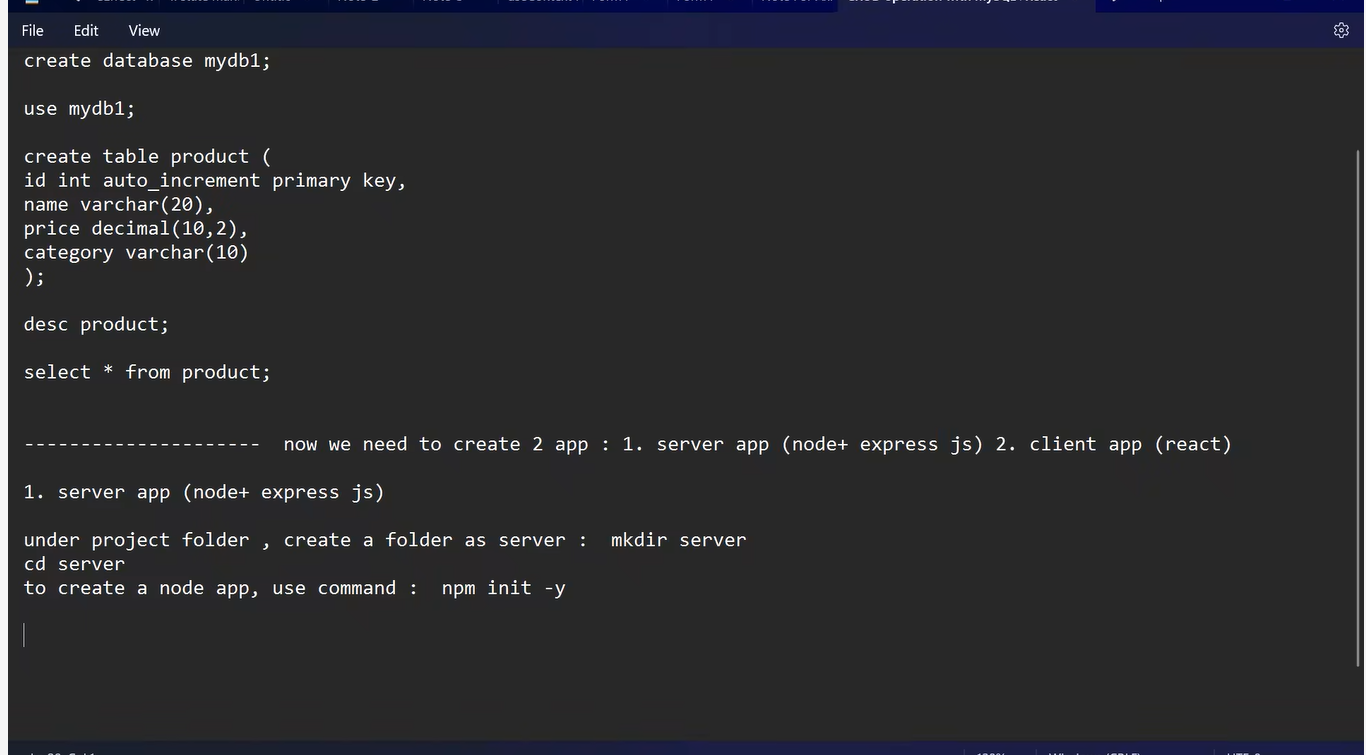 File Edit View
create database mydb1;
use mydb1;
create table product (
id int auto_increment primary key,
name varchar(20),
price decimal(10,2),
category varchar(10)
);
desc product;
select * from product;
--------------------- now we need to create 2 app : 1. server app (node+ express js) 2. client app (react)
1. server app (node+ express js)
under project folder , create a folder as server : mkdir server
cd server
to create a node app, use command : npm init -y